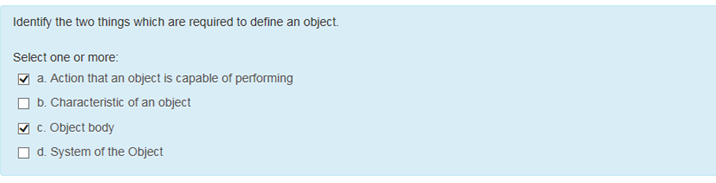 Identify the two things which are required to define an object.
Select one or more:
a. Action that an object is capable of performing
b. Characteristic of an object
c. Object body
d. System of the Object